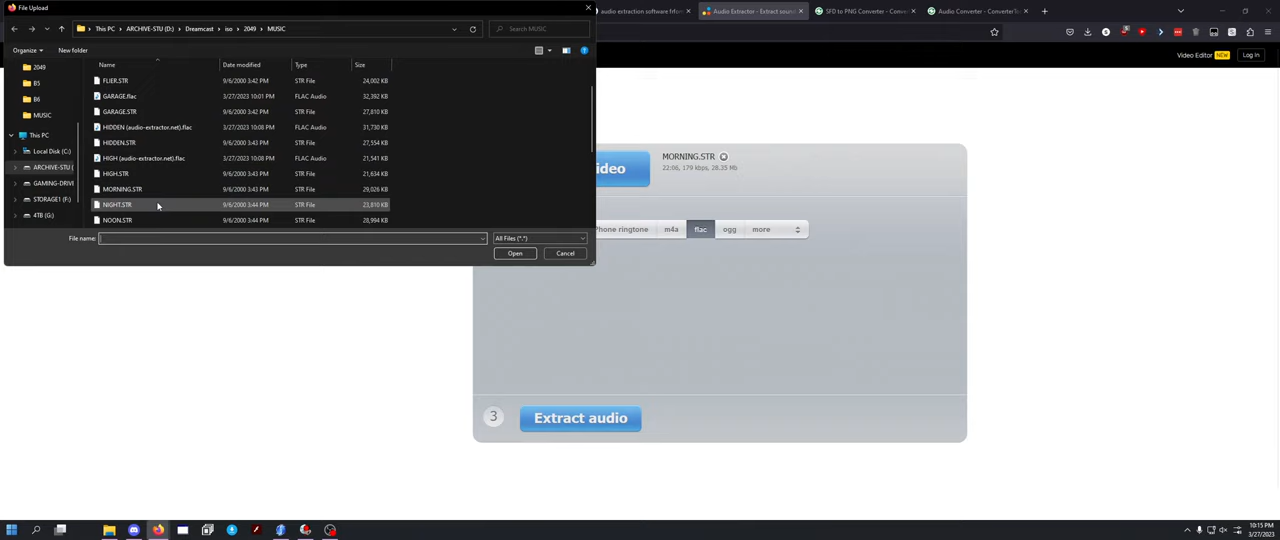 File Upload
audio extraction software frfom
Audio Extractor - Extract sound
SFD to PNG Converter - Conver
Audio Converter - ConverterTo
This PC > ARCHIVE-STU (D:) > Dreamcast > iso > 2049 > MUSIC
Search MUSIC
Organize
New folder
Video Editor NEW
Log In
Name
Date modified
Type
Size
2049
B5
B6
MUSIC
This PC
Local Disk (C:)
ARCHIVE-STU (
GAMING-DRIVE
STORAGE1 (F:)
4TB (G:)
FLIER.STR 9/6/2000 3:42 PM STR File 24,002 KB
GARAGE.flac 3/27/2023 10:01 PM FLAC Audio 32,392 KB
GARAGE.STR 9/6/2000 3:42 PM STR File 27,810 KB
HIDDEN (audio-extractor.net).flac 3/27/2023 10:08 PM FLAC Audio 31,730 KB
HIDDEN.STR 9/6/2000 3:43 PM STR File 27,554 KB
HIGH (audio-extractor.net).flac 3/27/2023 10:08 PM FLAC Audio 21,541 KB
HIGH.STR 9/6/2000 3:43 PM STR File 21,634 KB
MORNING.STR 9/6/2000 3:43 PM STR File 29,026 KB
NIGHT.STR 9/6/2000 3:44 PM STR File 23,810 KB
NOON.STR 9/6/2000 3:44 PM STR File 28,994 KB
File name:
All Files (*.*)
Open
Cancel
ideo
MORNING.STR
22:06, 179 kbps, 28.35 Mb
Phone ringtone
m4a
flac
ogg
more
3
Extract audio
10:15 PM
3/27/2023